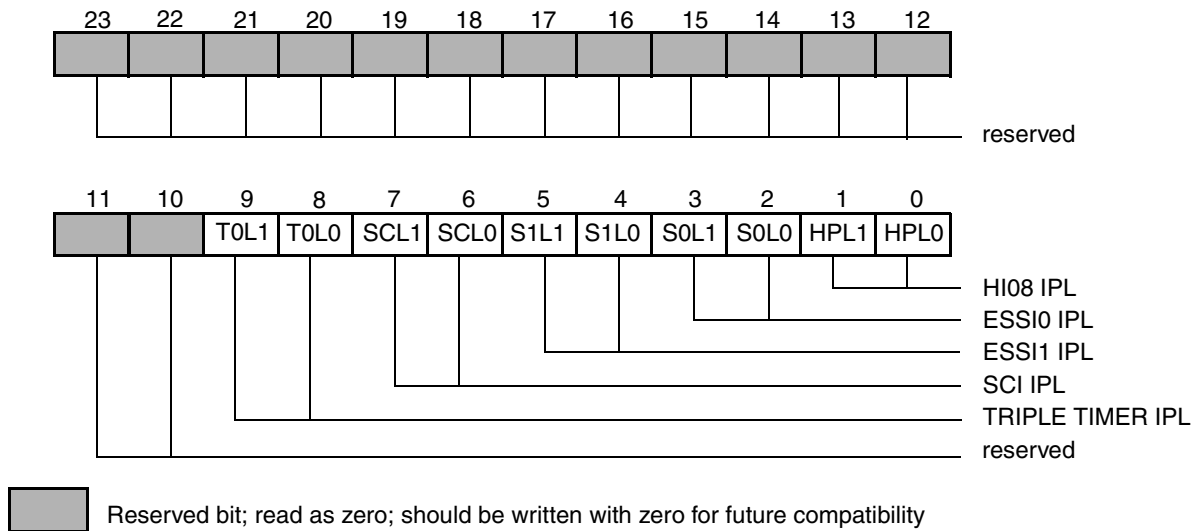 23 22 21 20 19 18 17 16 15 14 13 12
reserved
11 10 9 8 7 6 5 4 3 2 1 0
T0L1 T0L0 SCL1 SCL0 S1L1 S1L0 S0L1 S0L0 HPL1 HPL0
HI08 IPL
ESSI0 IPL
ESSI1 IPL
SCI IPL
TRIPLE TIMER IPL
reserved
Reserved bit; read as zero; should be written with zero for future compatibility